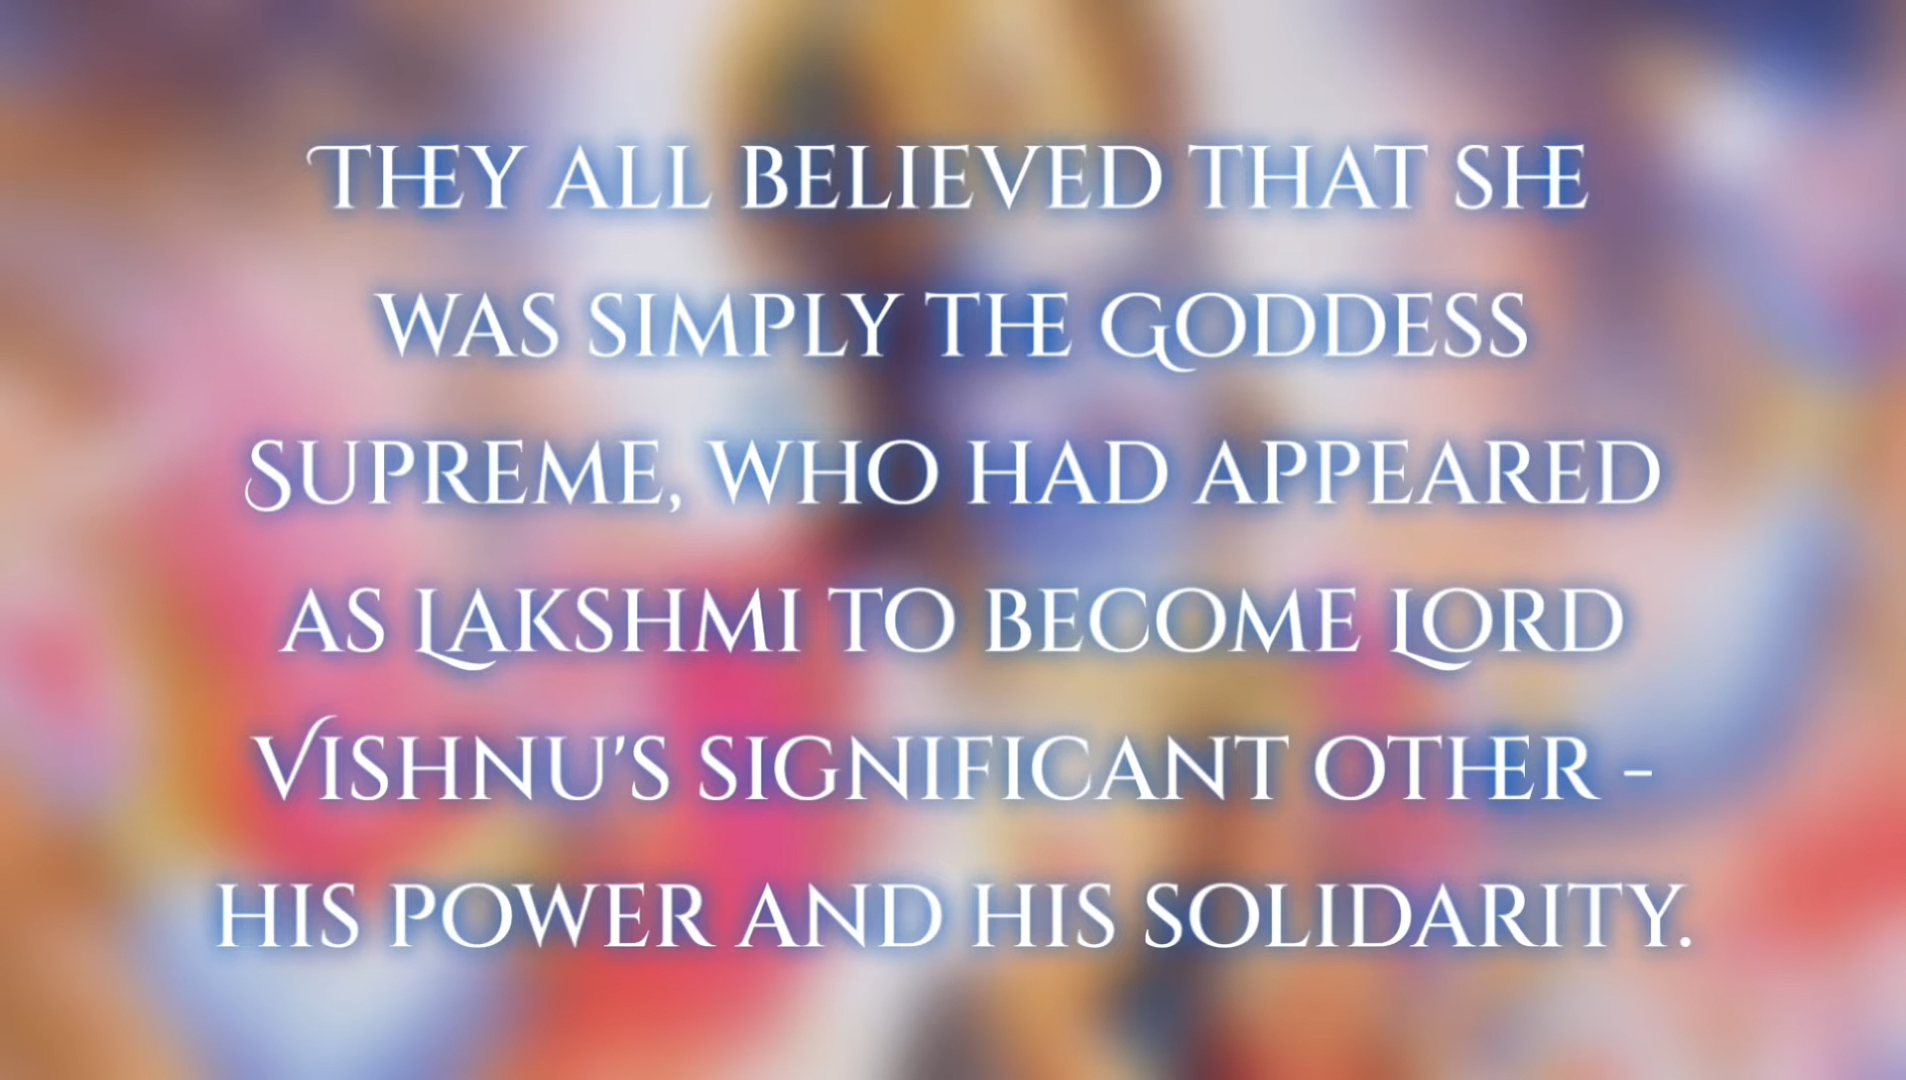 They all believed that she
was simply the Goddess
Supreme, who had appeared
as Lakshmi to become Lord
Vishnu's significant other -
his power and his solidarity.